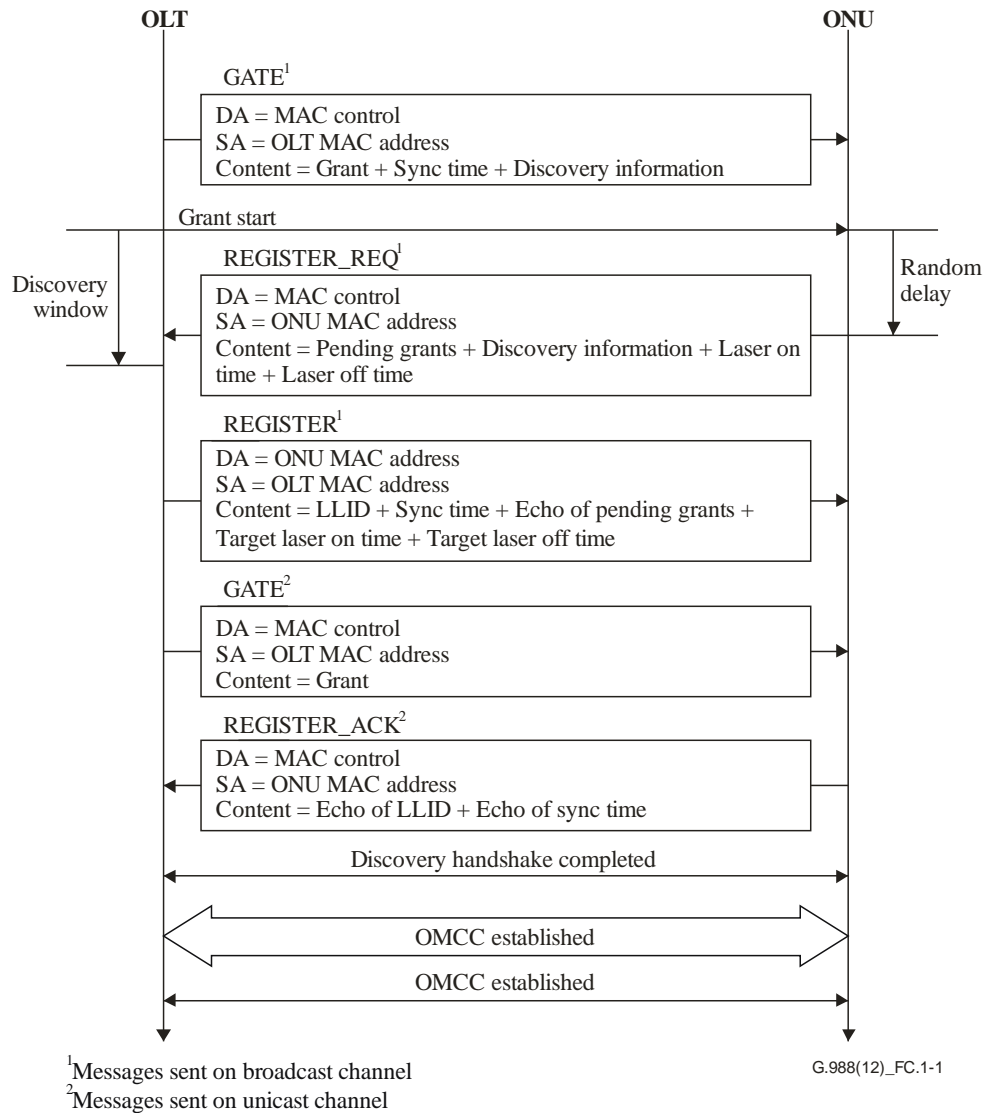 OLT
ONU
GATE¹
DA = MAC control
SA = OLT MAC address
Content = Grant + Sync time + Discovery information
Grant start
Discovery
window
Random
delay
REGISTER_REQ¹
DA = MAC control
SA = ONU MAC address
Content = Pending grants + Discovery information + Laser on
time + Laser off time
REGISTER¹
DA = ONU MAC address
SA = OLT MAC address
Content = LLID + Sync time + Echo of pending grants +
Target laser on time + Target laser off time
GATE²
DA = MAC control
SA = OLT MAC address
Content = Grant
REGISTER_ACK²
DA = MAC control
SA = ONU MAC address
Content = Echo of LLID + Echo of sync time
Discovery handshake completed
OMCC established
OMCC established
¹Messages sent on broadcast channel
²Messages sent on unicast channel
G.988(12)_FC.1-1